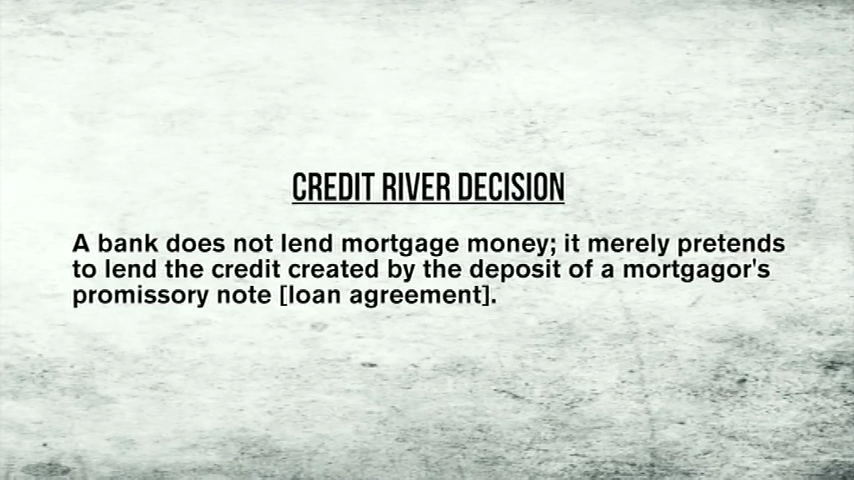 CREDIT RIVER DECISION
A bank does not lend mortgage money; it merely pretends
to lend the credit created by the deposit of a mortgagor's
promissory note [loan agreement].